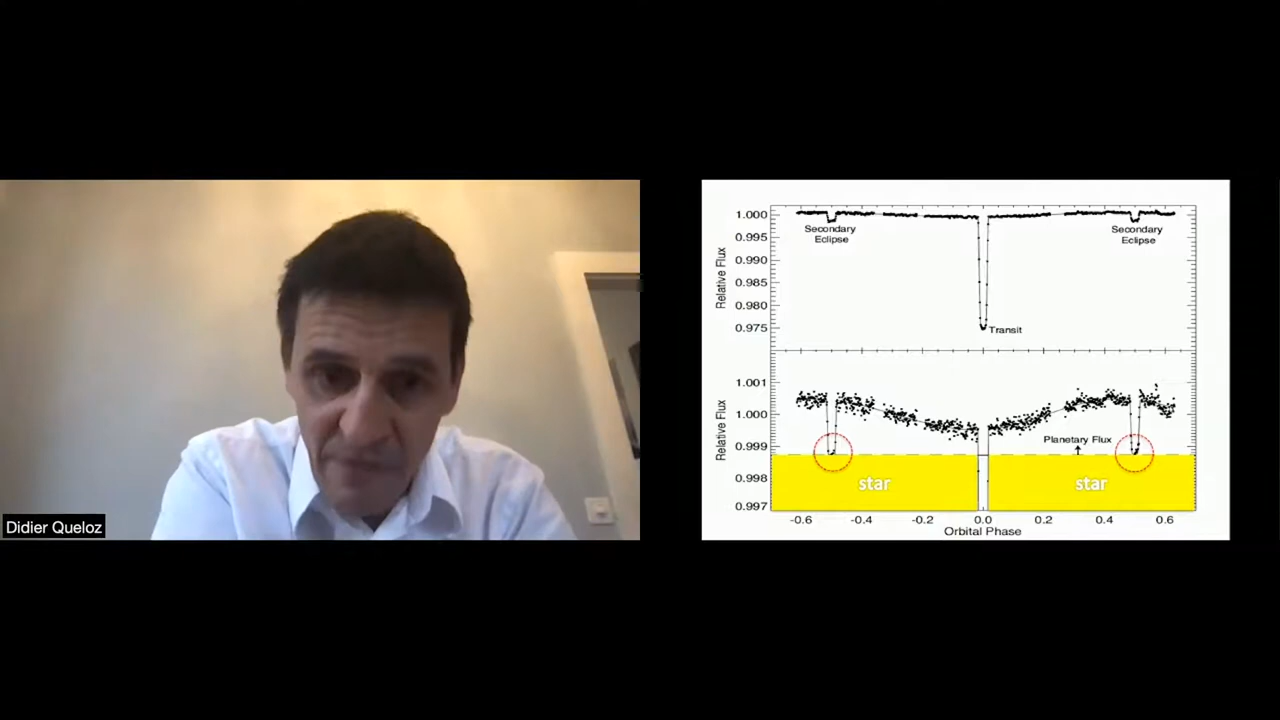 Didier Queloz
1.000
0.995
0.990
0.985
0.980
0.975
Relative Flux
Secondary
Eclipse
Secondary
Eclipse
Transit
1.001
1.000
0.999
0.998
0.997
Relative Flux
Planetary Flux
star
star
-0.6 -0.4 -0.2 0.0 0.2 0.4 0.6
Orbital Phase